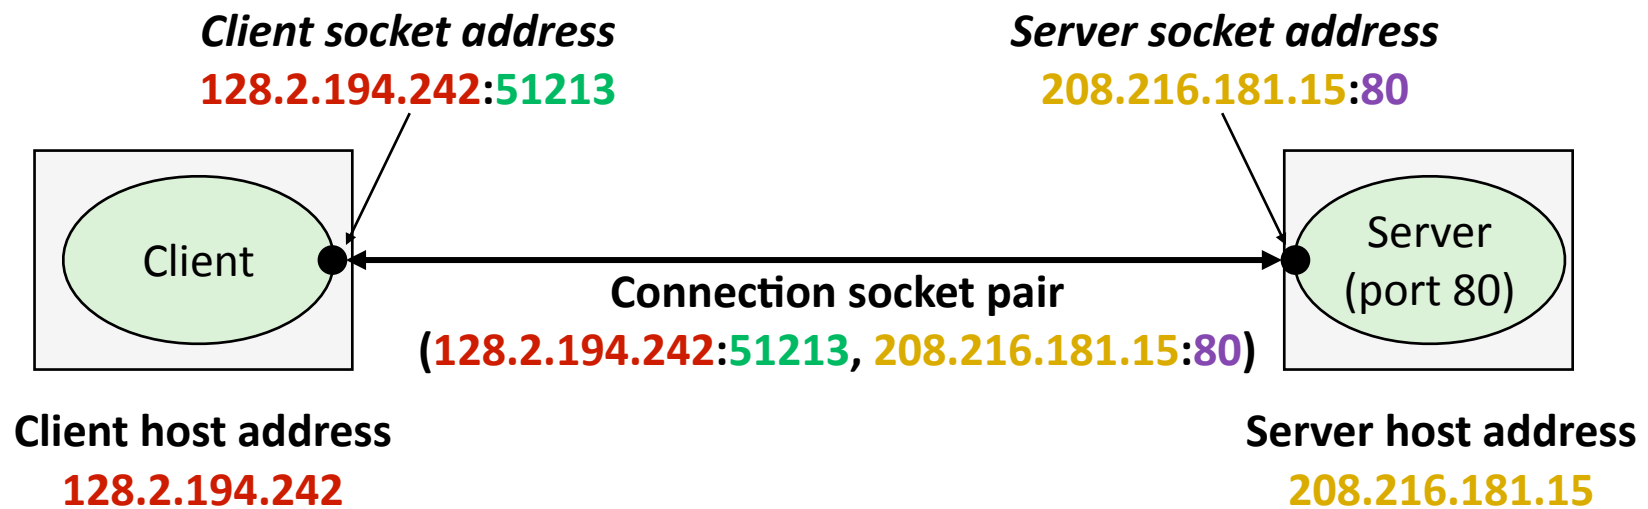 Client socket address
128.2.194.242:51213
Server socket address
208.216.181.15:80
Client
Server
(port 80)
Connection socket pair
(128.2.194.242:51213, 208.216.181.15:80)
Client host address
128.2.194.242
Server host address
208.216.181.15